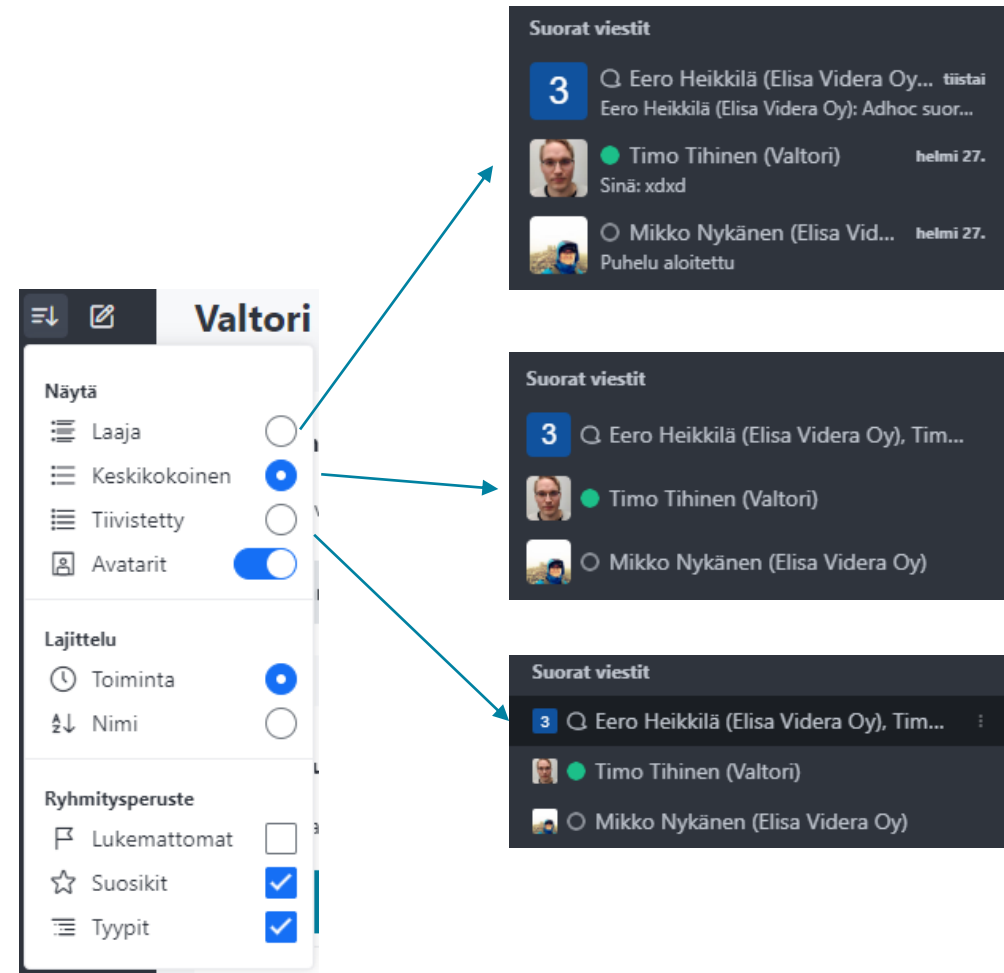 Valtori
Näytä
Laaja
Keskikokoinen
Tiivistetty
Avatarit
Lajittelu
Toiminta
Nimi
Ryhmitysperuste
Lukemattomat
Suosikit
Tyypit
Suorat viestit
3 Eero Heikkilä (Elisa Videra Oy... tiistai
Eero Heikkilä (Elisa Videra Oy): Adhoc suor...
Timo Tihinen (Valtori) helmi 27.
Sinä: xdxd
Mikko Nykänen (Elisa Vid... helmi 27.
Puhelu aloitettu
Suorat viestit
3 Eero Heikkilä (Elisa Videra Oy), Tim...
Timo Tihinen (Valtori)
Mikko Nykänen (Elisa Videra Oy)
Suorat viestit
3 Eero Heikkilä (Elisa Videra Oy), Tim...
Timo Tihinen (Valtori)
Mikko Nykänen (Elisa Videra Oy)